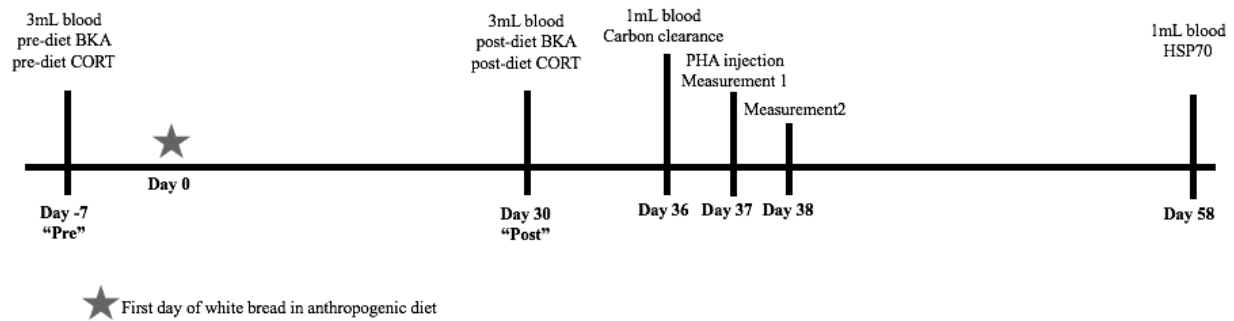 3mL blood
pre-diet BKA
pre-diet CORT
3mL blood
post-diet BKA
post-diet CORT
1mL blood
Carbon clearance
PHA injection
Measurement 1
Measurement2
1mL blood
HSP70
Day -7
“Pre”
Day 0
Day 30
“Post”
Day 36
Day 37
Day 38
Day 58
First day of white bread in anthropogenic diet